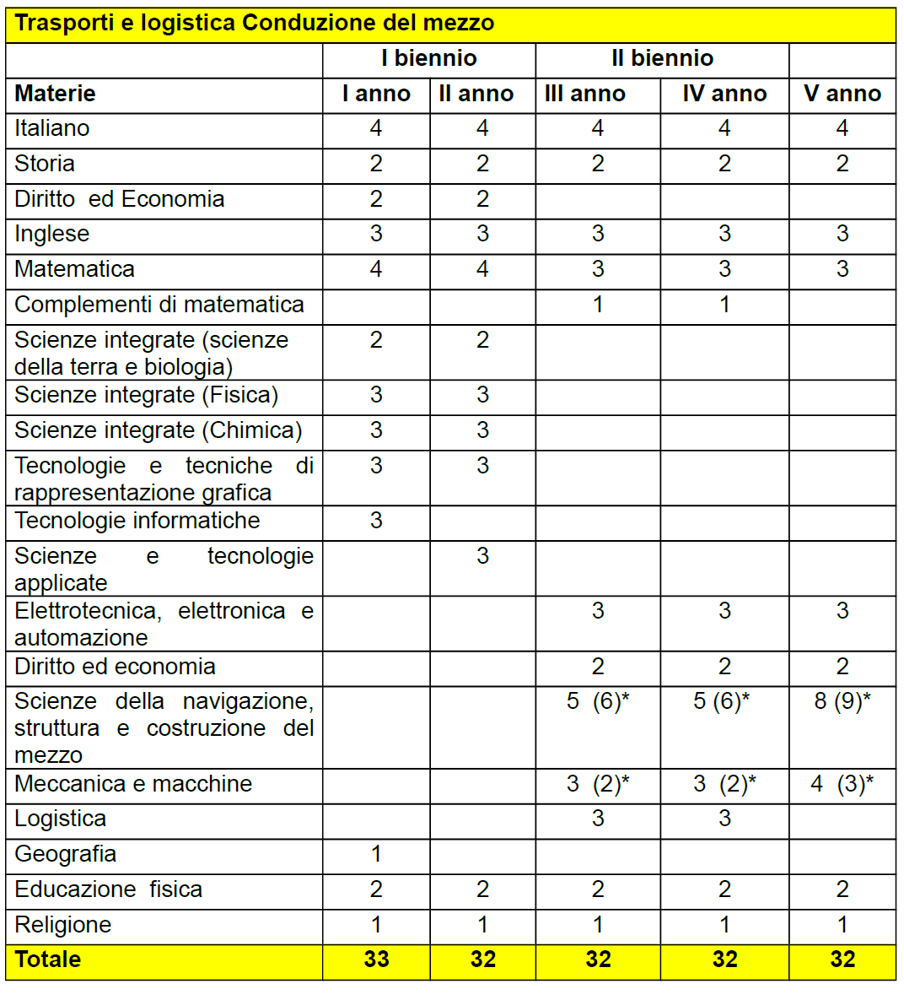 Trasporti e logistica Conduzione del mezzo
I biennio II biennio
Materie I anno II anno III anno IV anno V anno
Italiano 4 4 4 4 4
Storia 2 2 2 2 2
Diritto ed Economia 2 2
Inglese 3 3 3 3 3
Matematica 4 4 3 3 3
Complementi di matematica 1 1
Scienze integrate (scienze 2 2
della terra e biologia)
Scienze integrate (Fisica) 3 3
Scienze integrate (Chimica) 3 3
Tecnologie e tecniche di 3 3
rappresentazione grafica
Tecnologie informatiche 3
Scienze e tecnologie 3
applicate
Elettrotecnica, elettronica e 3 3 3
automazione
Diritto ed economia 2 2 2
Scienze della navigazione, 5 (6)* 5 (6)* 8 (9)*
struttura e costruzione del
mezzo
Meccanica e macchine 3 (2)* 3 (2)* 4 (3)*
Logistica 3 3
Geografia 1
Educazione fisica 2 2 2 2 2
Religione 1 1 1 1 1
Totale 33 32 32 32 32